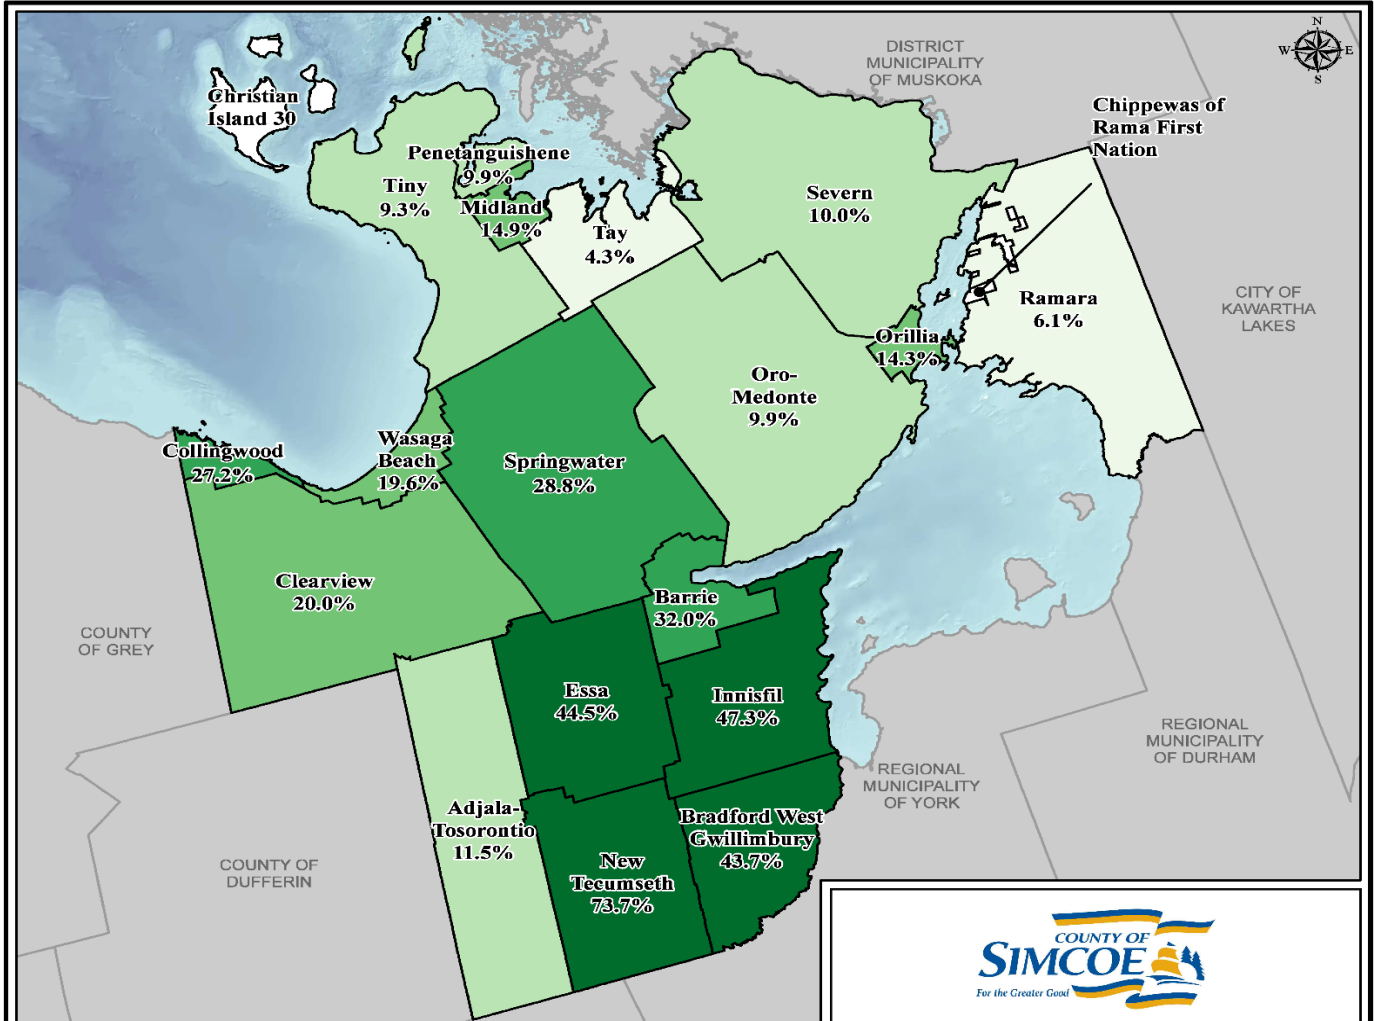 DISTRICT
MUNICIPALITY
OF MUSKOKA
N
W
E
S
Christian
Island 30
Chippewas of
Rama First
Nation
Penetanguishene
9.9%
Tiny
9.3%
Midland
14.9%
Tay
4.3%
Severn
10.0%
Ramara
6.1%
CITY OF
KAWARTHA
LAKES
Orillia
14.3%
Oro-
Medonte
9.9%
Collingwood
27.2%
Wasaga
Beach
19.6%
Springwater
28.8%
Clearview
20.0%
Barrie
32.0%
COUNTY
OF GREY
Essa
44.5%
Innisfil
47.3%
REGIONAL
MUNICIPALITY
OF DURHAM
REGIONAL
MUNICIPALITY
OF YORK
Adjala-
Tosorontio
11.5%
Bradford West
Gwillimbury
43.7%
COUNTY OF
DUFFERIN
New
Tecumseth
73.7%
COUNTY OF
SIMCOE
For the Greater Good